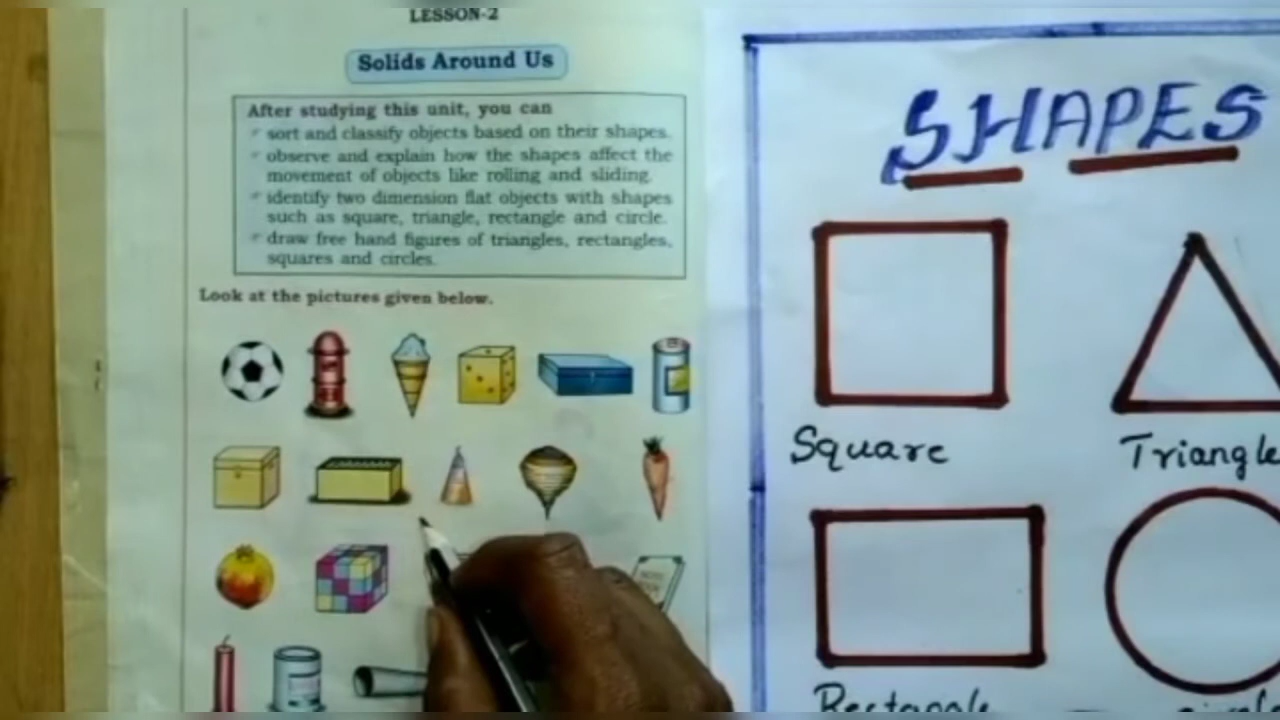 LESSON-2
Solids Around Us
After studying this unit, you can
sort and classify objects based on their shapes.
observe and explain how the shapes affect the
movement of objects like rolling and sliding.
identify two dimension flat objects with shapes
such as square, triangle, rectangle and circle.
draw free hand figures of triangles, rectangles,
squares and circles.
Look at the pictures given below.
SHAPES
Square
Triangle
Rectangle